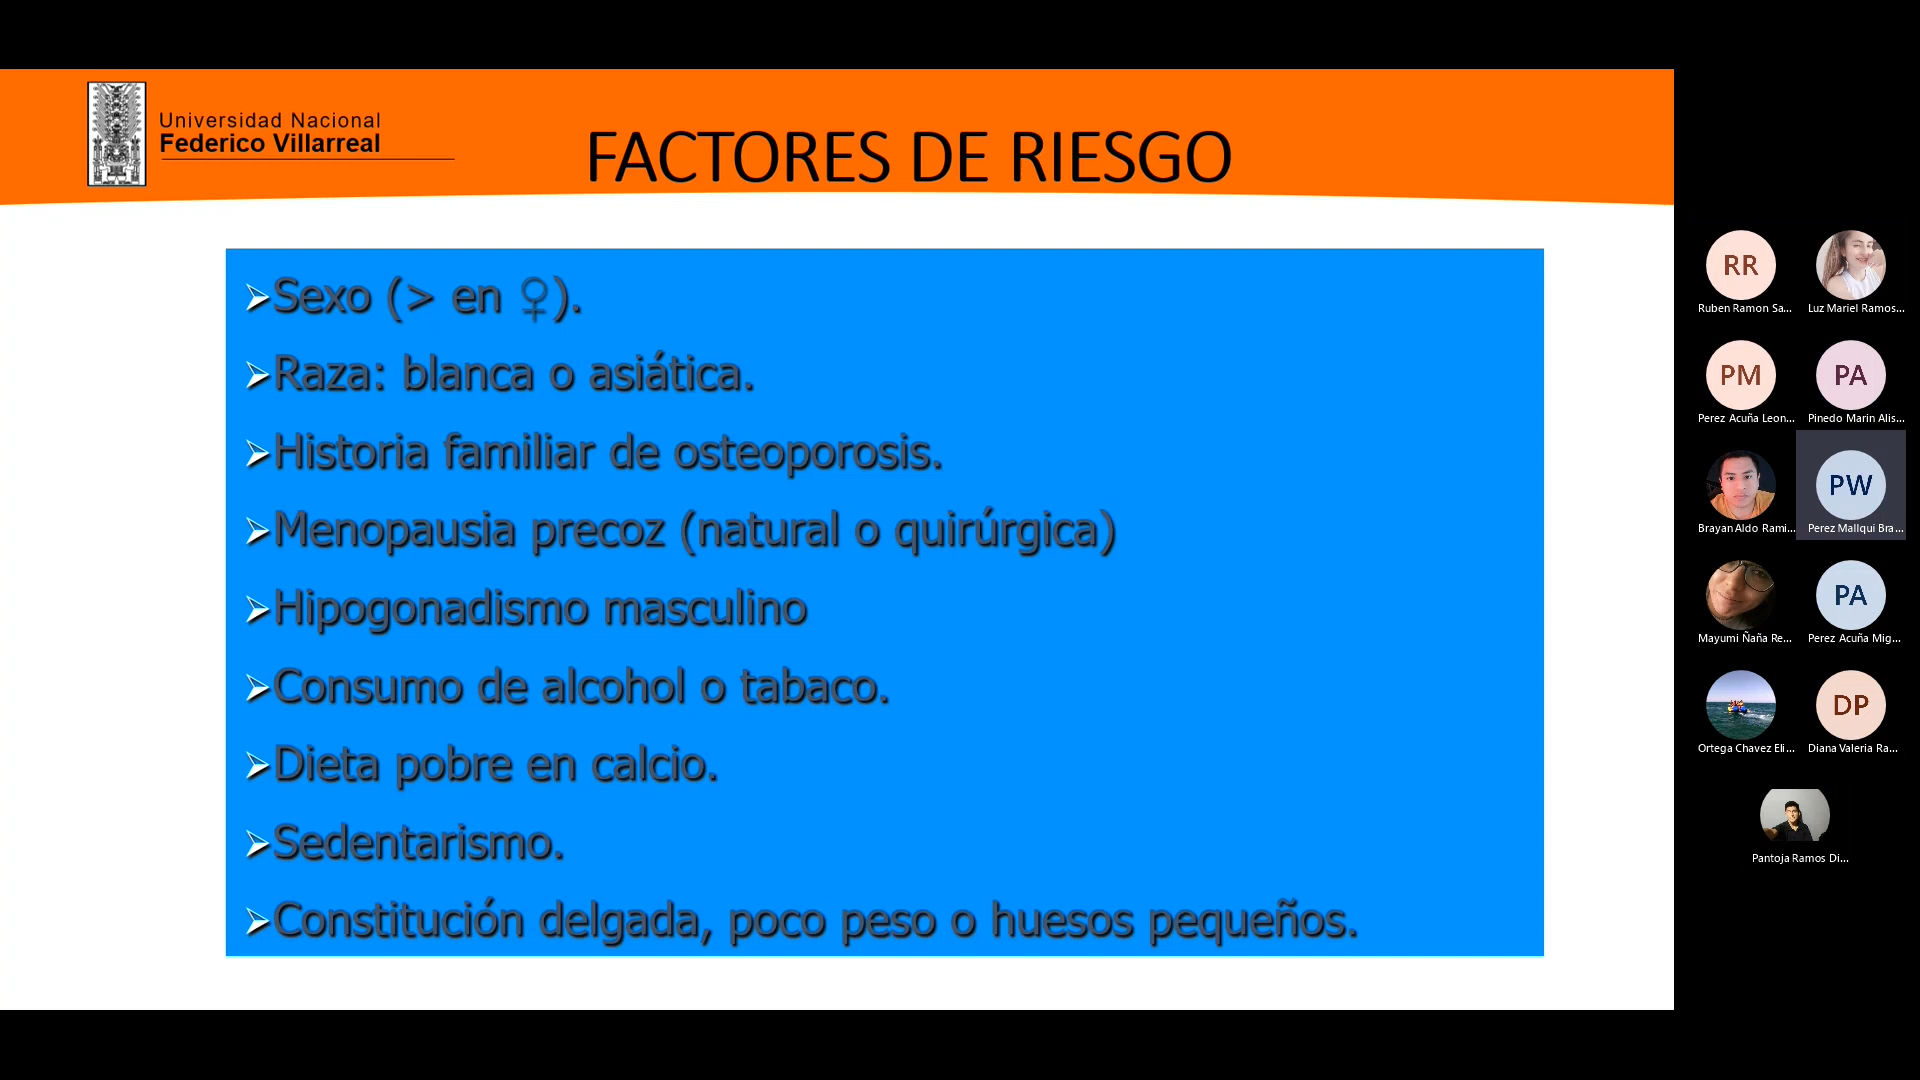 Universidad Nacional
Federico Villarreal
FACTORES DE RIESGO
➢Sexo (> en ♀).
➢Raza: blanca o asiática.
➢Historia familiar de osteoporosis.
➢Menopausia precoz (natural o quirúrgica)
➢Hipogonadismo masculino
➢Consumo de alcohol o tabaco.
➢Dieta pobre en calcio.
➢Sedentarismo.
➢Constitución delgada, poco peso o huesos pequeños.
RR
Ruben Ramon Sa...
Luz Mariel Ramos...
PM
Perez Acuña Leon...
PA
Pinedo Marin Alis...
Brayan Aldo Rami...
PW
Perez Mallqui Bra...
Mayumi Ñaña Re...
PA
Perez Acuña Mig...
Ortega Chavez Eli...
DP
Diana Valeria Ra...
Pantoja Ramos Di...